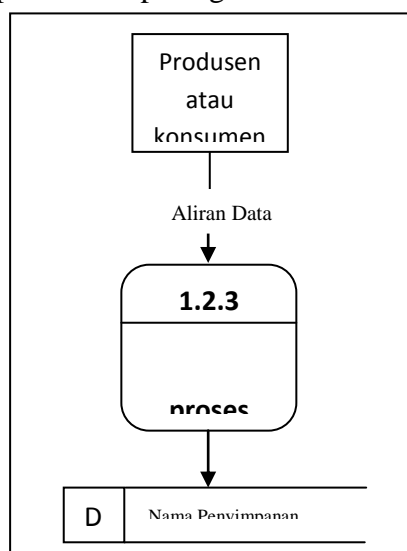 Produsen
atau
konsumen
Aliran Data
1.2.3
proses
D
Nama Penyimpanan